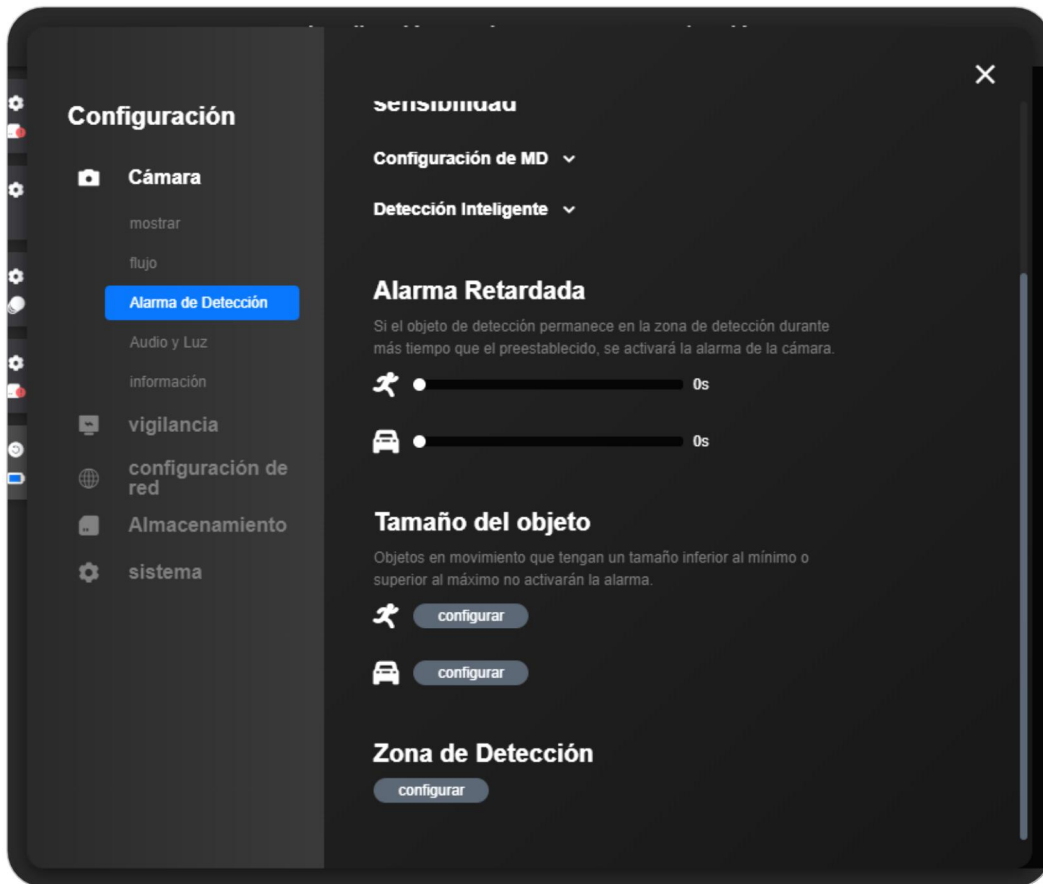 Configuración
Cámara
mostrar
flujo
Alarma de Detección
Audio y Luz
información
vigilancia
configuración de
red
Almacenamiento
sistema
sensibilidad
Configuración de MD
Detección Inteligente
Alarma Retardada
Si el objeto de detección permanece en la zona de detección durante
más tiempo que el preestablecido, se activará la alarma de la cámara.
0s
0s
Tamaño del objeto
Objetos en movimiento que tengan un tamaño inferior al mínimo o
superior al máximo no activarán la alarma.
configurar
configurar
Zona de Detección
configurar